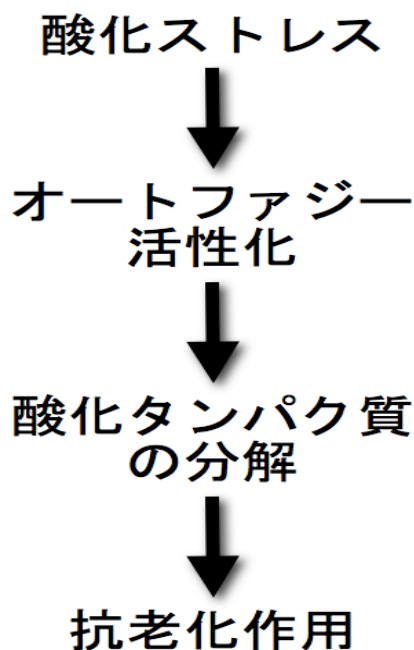 酸化ストレス
オートファジー
活性化
酸化タンパク質
の分解
抗老化作用